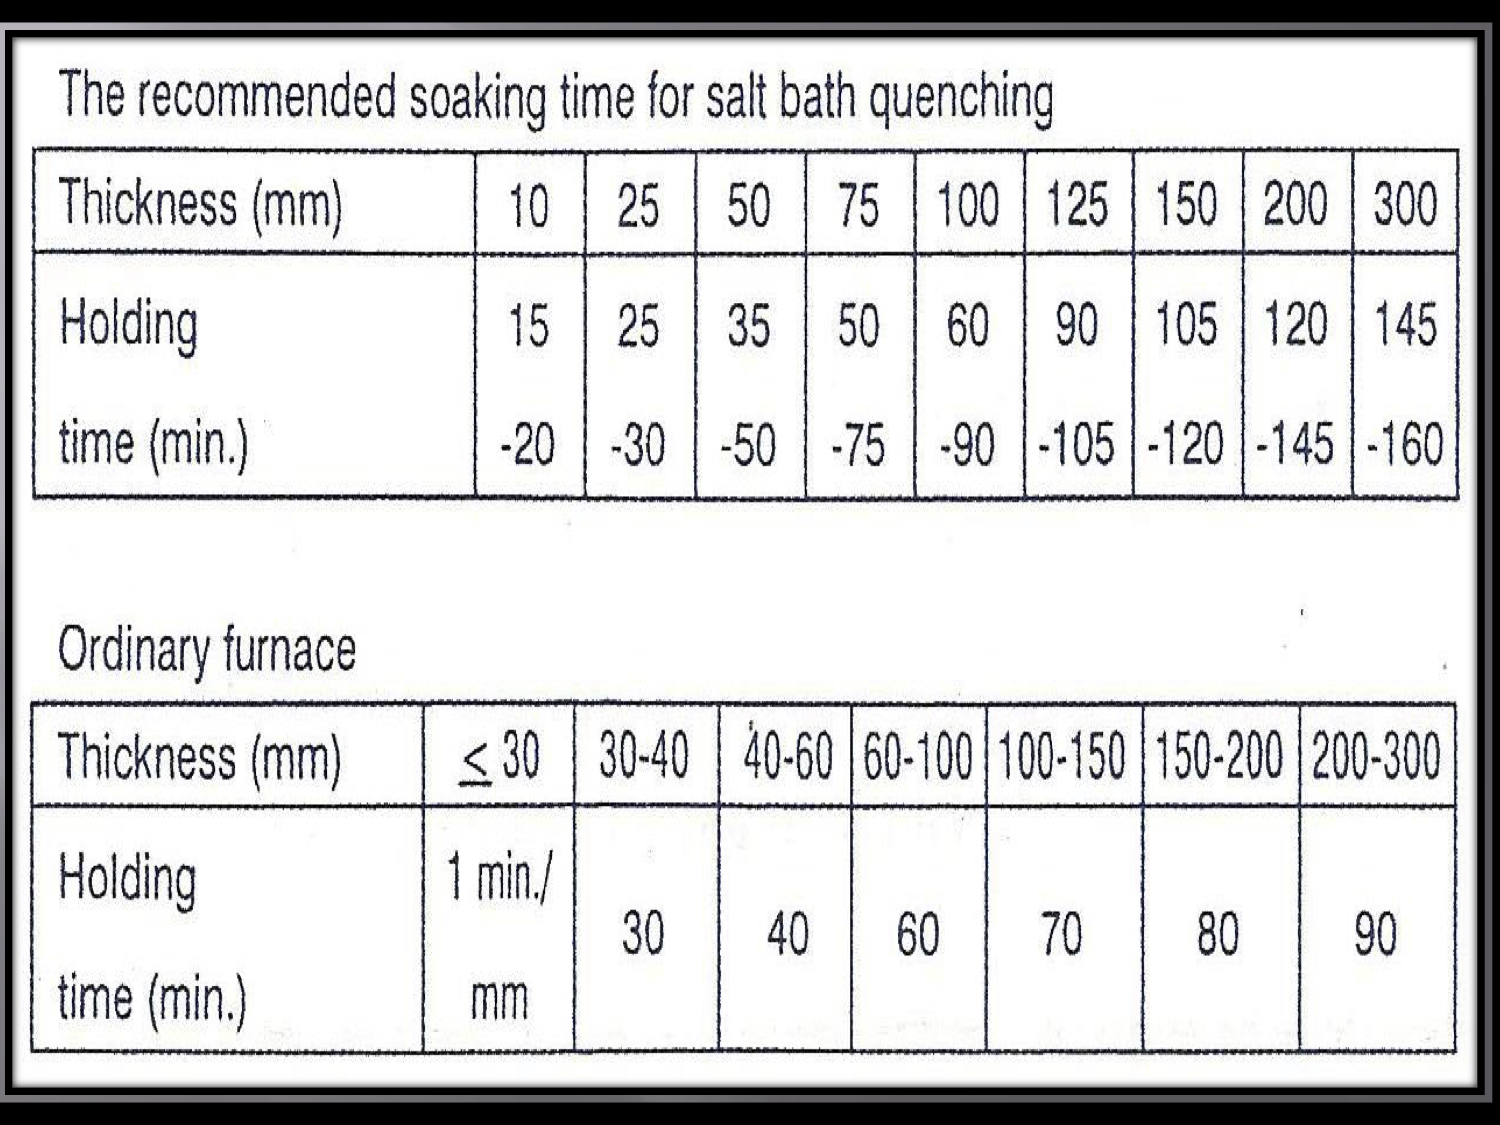 The recommended soaking time for salt bath quenching
Thickness (mm) 10 25 50 75 100 125 150 200 300
Holding 15 25 35 50 60 90 105 120 145
time (min.) -20 -30 -50 -75 -90 -105 -120 -145 -160
Ordinary furnace
Thickness (mm) ≤ 30 30-40 40-60 60-100 100-150 150-200 200-300
Holding 1 min./
30 40 60 70 80 90
time (min.) mm